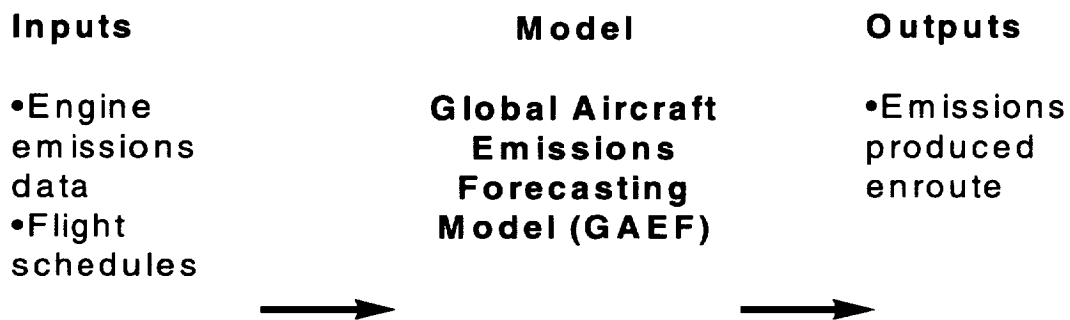 Inputs
•Engine
emissions
data
•Flight
schedules
Model
Global Aircraft
Emissions
Forecasting
Model (GAEF)
Outputs
•Emissions
produced
enroute